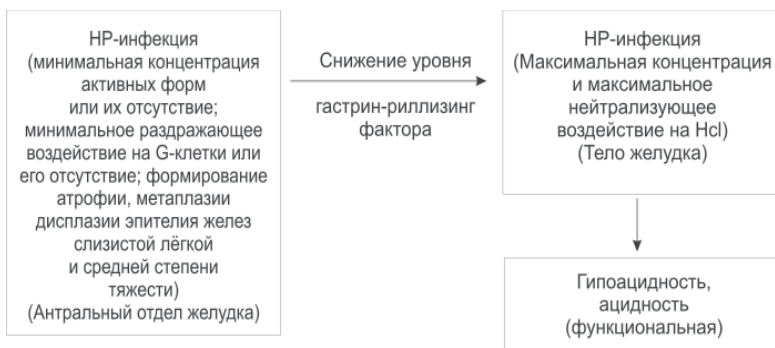 НР-инфекция
(минимальная концентрация
активных форм
или их отсутствие;
минимальное раздражающее
воздействие на G-клетки или
его отсутствие; формирование
атрофии, метаплазии
дисплазии эпителия желез
слизистой лёгкой
и средней степени
тяжести)
(Антральный отдел желудка)
Снижение уровня
гастрин-риллизинг
фактора
НР-инфекция
(Максимальная концентрация
и максимальное
нейтрализующее
воздействие на Hcl)
(Тело желудка)
Гипоацидность,
ацидность
(функциональная)